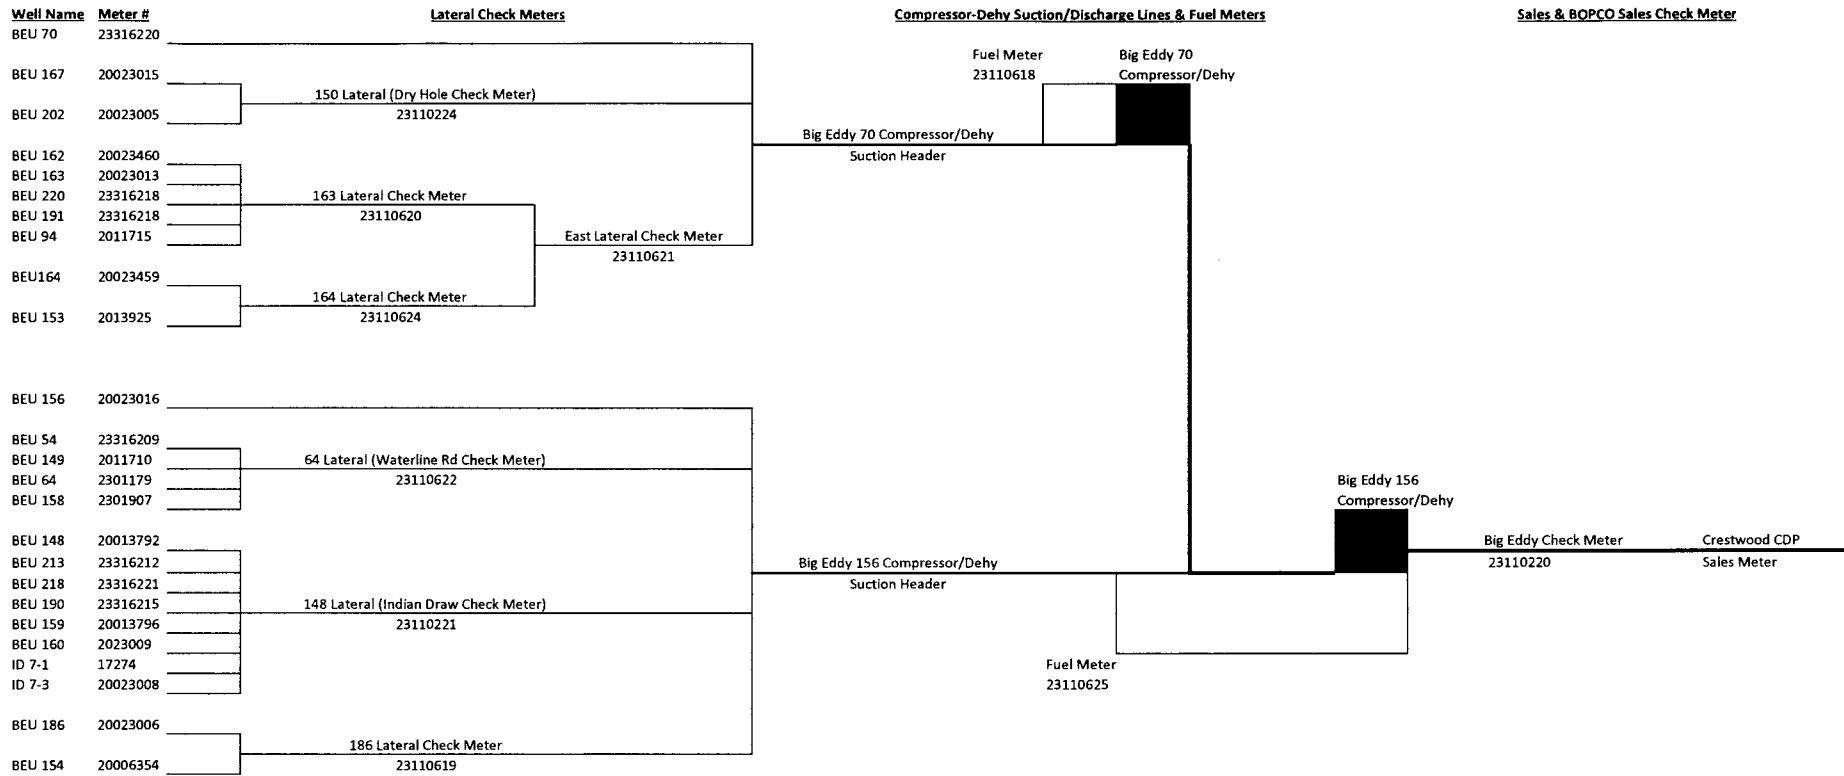 Well Name Meter # Lateral Check Meters Compressor-Dehy Suction/Discharge Lines & Fuel Meters Sales & BOPCO Sales Check Meter
BEU 70 23316220
Fuel Meter Big Eddy 70
BEU 167 20023015 23110618 Compressor/Dehy
150 Lateral (Dry Hole Check Meter)
BEU 202 20023005 23110224
Big Eddy 70 Compressor/Dehy
BEU 162 20023460 Suction Header
BEU 163 20023013
BEU 220 23316218 163 Lateral Check Meter
BEU 191 23316218 23110620
BEU 94 2011715 East Lateral Check Meter
23110621
BEU164 20023459
164 Lateral Check Meter
BEU 153 2013925 23110624
BEU 156 20023016
BEU 54 23316209
BEU 149 2011710 64 Lateral (Waterline Rd Check Meter)
BEU 64 2301179 23110622 Big Eddy 156
BEU 158 2301907 Compressor/Dehy
BEU 148 20013792 Big Eddy Check Meter Crestwood CDP
BEU 213 23316212 Big Eddy 156 Compressor/Dehy 23110220 Sales Meter
BEU 218 23316221 Suction Header
BEU 190 23316215 148 Lateral (Indian Draw Check Meter)
BEU 159 20013796 23110221
BEU 160 2023009
ID 7-1 17274 Fuel Meter
ID 7-3 20023008 23110625
BEU 186 20023006
186 Lateral Check Meter
BEU 154 20006354 23110619